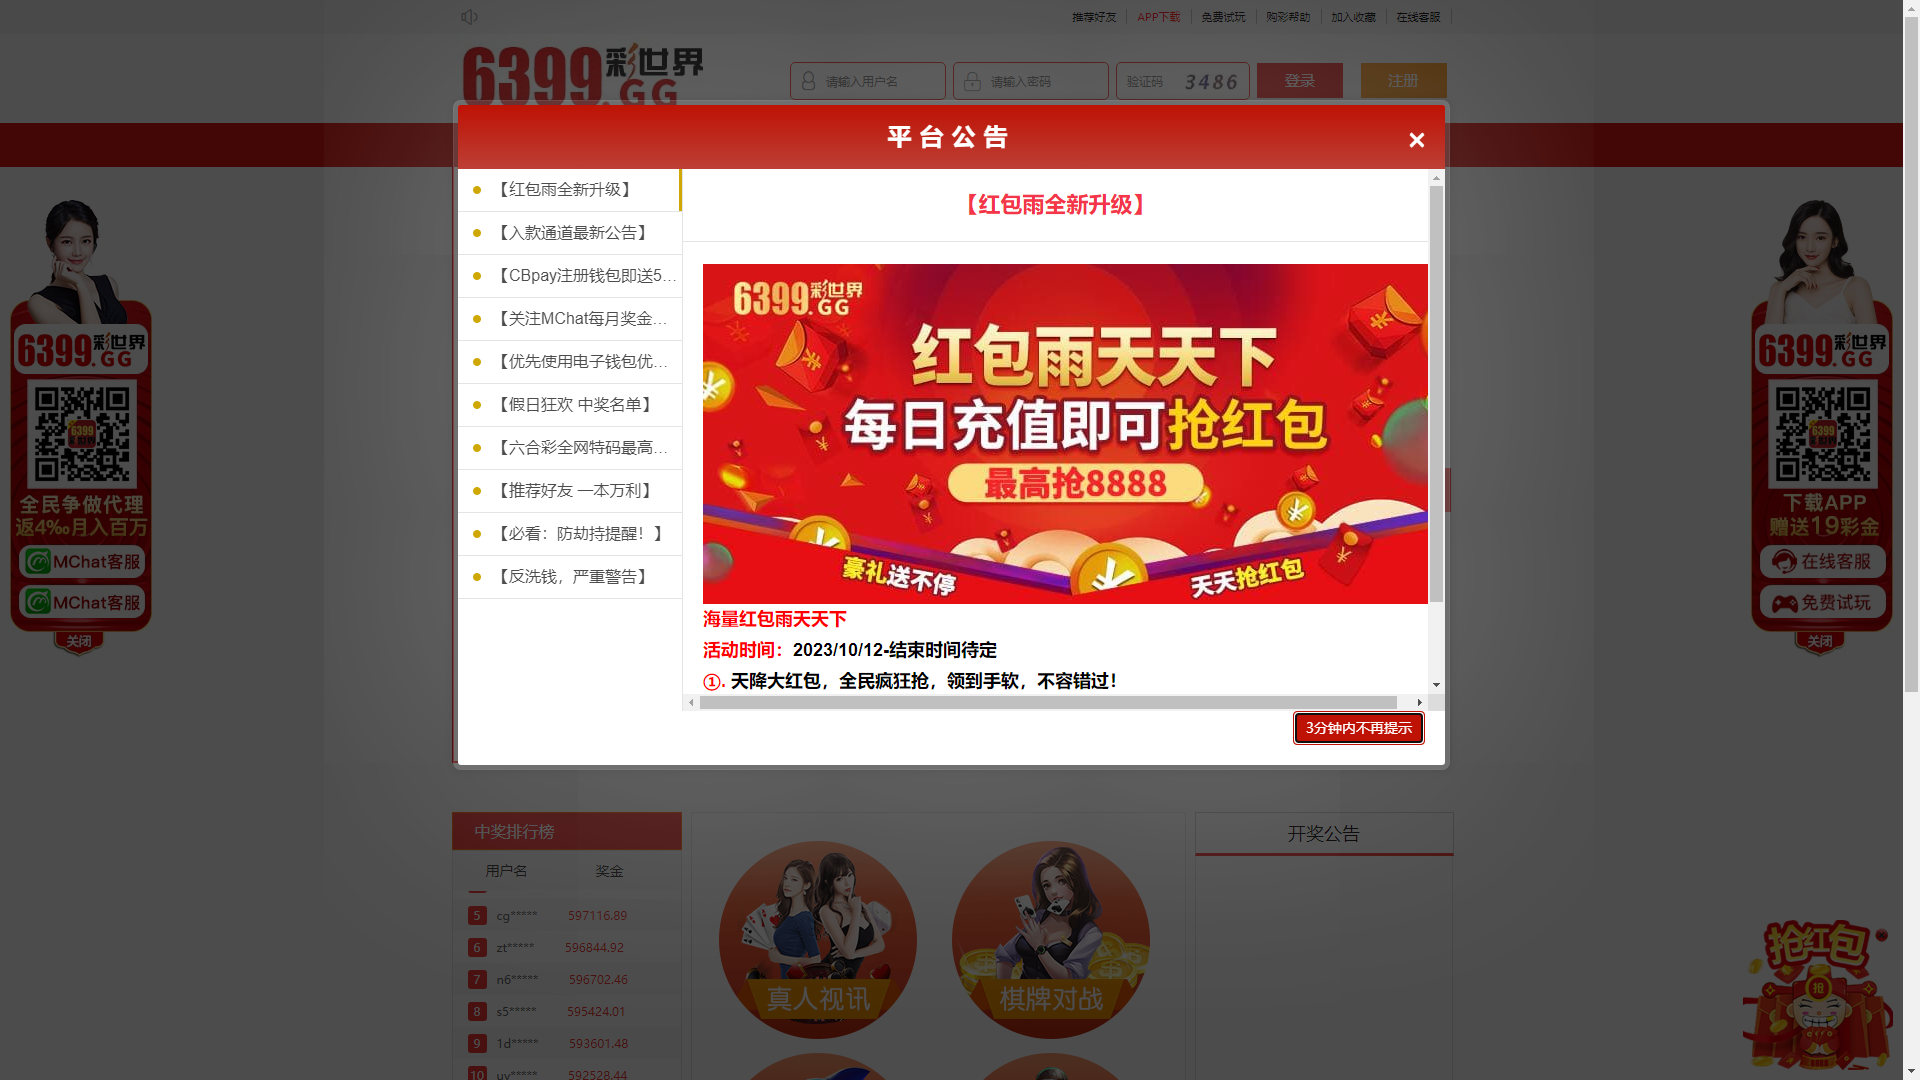 推荐好友 APP下载 免费试玩 购彩帮助 加入收藏 在线客服
6399彩世界.GG
请输入用户名 请输入密码 验证码 3486 登录 注册
平台公告
×
【红包雨全新升级】
【入款通道最新公告】
【CBpay注册钱包即送5...
【关注MChat每月奖金...
【优先使用电子钱包优...
【假日狂欢 中奖名单】
【六合彩全网特码最高...
【推荐好友 一本万利】
【必看：防劫持提醒！】
【反洗钱，严重警告】
【红包雨全新升级】
6399彩世界.GG
红包雨天天下
每日充值即可抢红包
最高抢8888
豪礼送不停
天天抢红包
海量红包雨天天下
活动时间：2023/10/12-结束时间待定
①. 天降大红包，全民疯狂抢，领到手软，不容错过！
3分钟内不再提示
6399彩世界.GG
6399
全民争做代理
返4‰月入百万
MChat客服
MChat客服
关闭
6399彩世界.GG
6399
下载APP
赠送19彩金
在线客服
免费试玩
关闭
中奖排行榜
用户名 奖金
5 cg***** 597116.89
6 zt***** 596844.92
7 n6***** 596702.46
8 s5***** 595424.01
9 1d***** 593601.48
10 uy***** 592528.44
真人视讯
棋牌对战
开奖公告
抢红包
抢